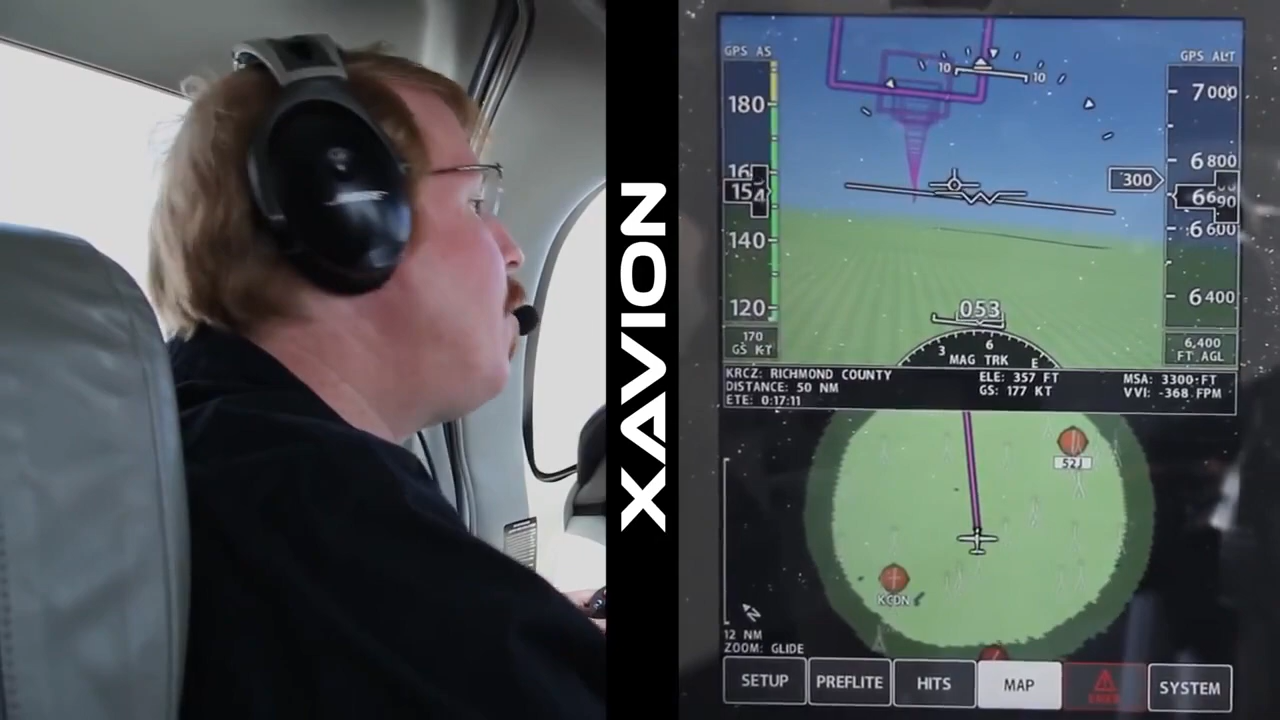 XAVION
GPS AS
GPS ALT
10
10
180
7000
6800
16
300
154
140
6600
120
6400
053
170
GS KT
6,400
FT AGL
3
6
E
MAG TRK
KRCZ: RICHMOND COUNTY
DISTANCE: 50 NM
ETE: 0:17:11
ELE: 357 FT
GS: 177 KT
MSA: 3300 FT
VVI: -368 FPM
52J
KCDN
N
12 NM
ZOOM: GLIDE
SETUP
PREFLITE
HITS
MAP
SYSTEM